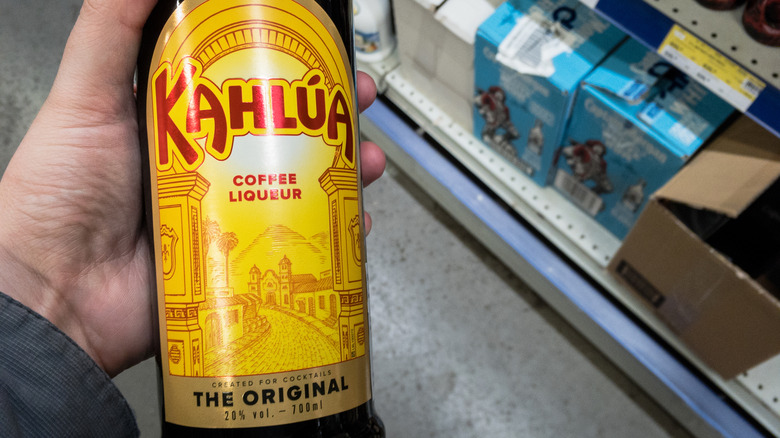 KAHLÚA
COFFEE
LIQUEUR
CREATED FOR COCKTAILS
THE ORIGINAL
20% vol. – 700ml